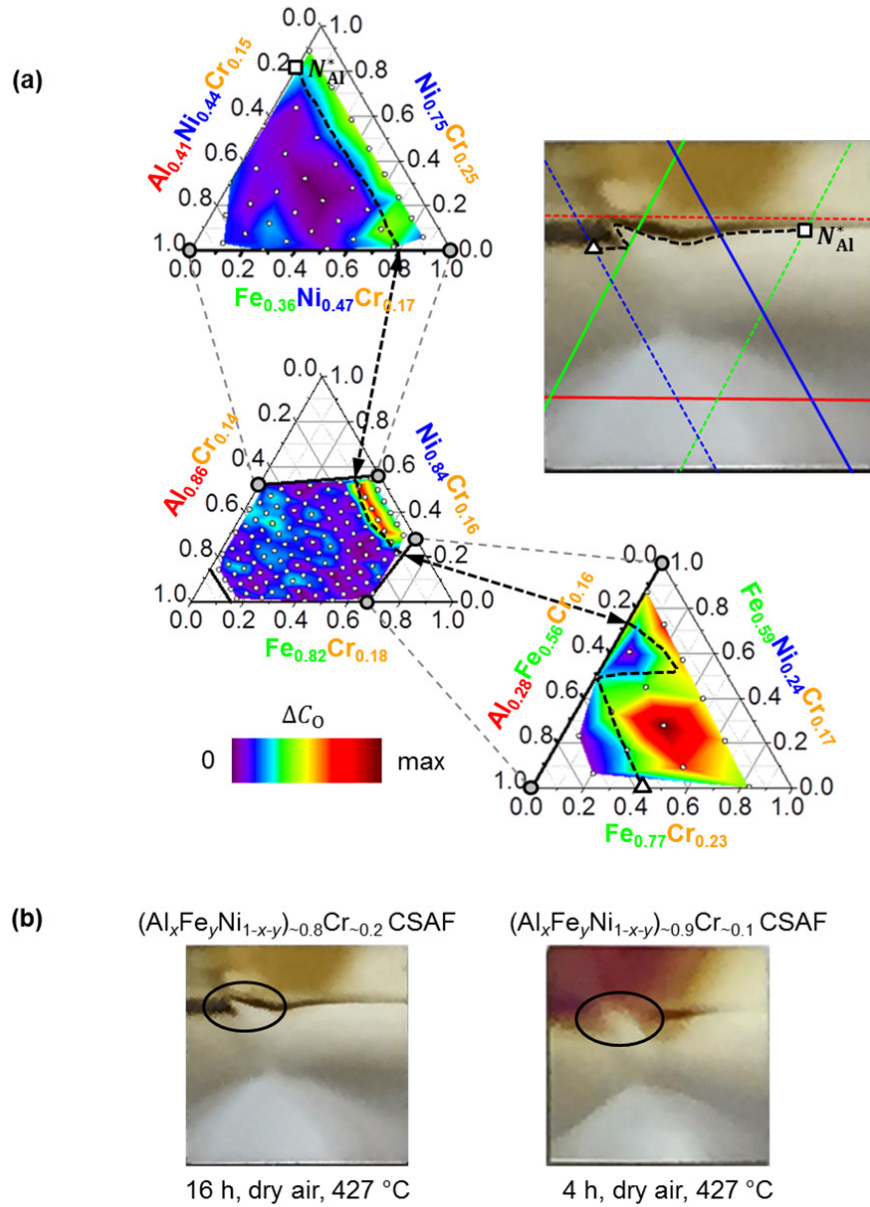 (a)
0.0 1.0
0.2 N*Al 0.8
0.4 0.6
0.6 0.4
0.8 0.2
1.0 0.0
0.0 0.2 0.4 0.6 0.8 1.0
Al0.41Ni0.44Cr0.15
Ni0.75Cr0.25
Fe0.36Ni0.47Cr0.17
N*Al
0.0 1.0
0.2 0.8
0.4 0.6
0.6 0.4
0.8 0.2
1.0 0.0
0.0 0.2 0.4 0.6 0.8 1.0
Al0.86Cr0.14
Ni0.84Cr0.16
Fe0.82Cr0.18
0.0 1.0
0.2 0.8
0.4 0.6
0.6 0.4
0.8 0.2
1.0 0.0
0.0 0.2 0.4 0.6 0.8 1.0
Al0.28Fe0.56Cr0.16
Fe0.59Ni0.24Cr0.17
Fe0.77Cr0.23
ΔCO
0 max
(b)
(AlxFeyNi1-x-y)~0.8Cr~0.2 CSAF
(AlxFeyNi1-x-y)~0.9Cr~0.1 CSAF
16 h, dry air, 427 °C
4 h, dry air, 427 °C